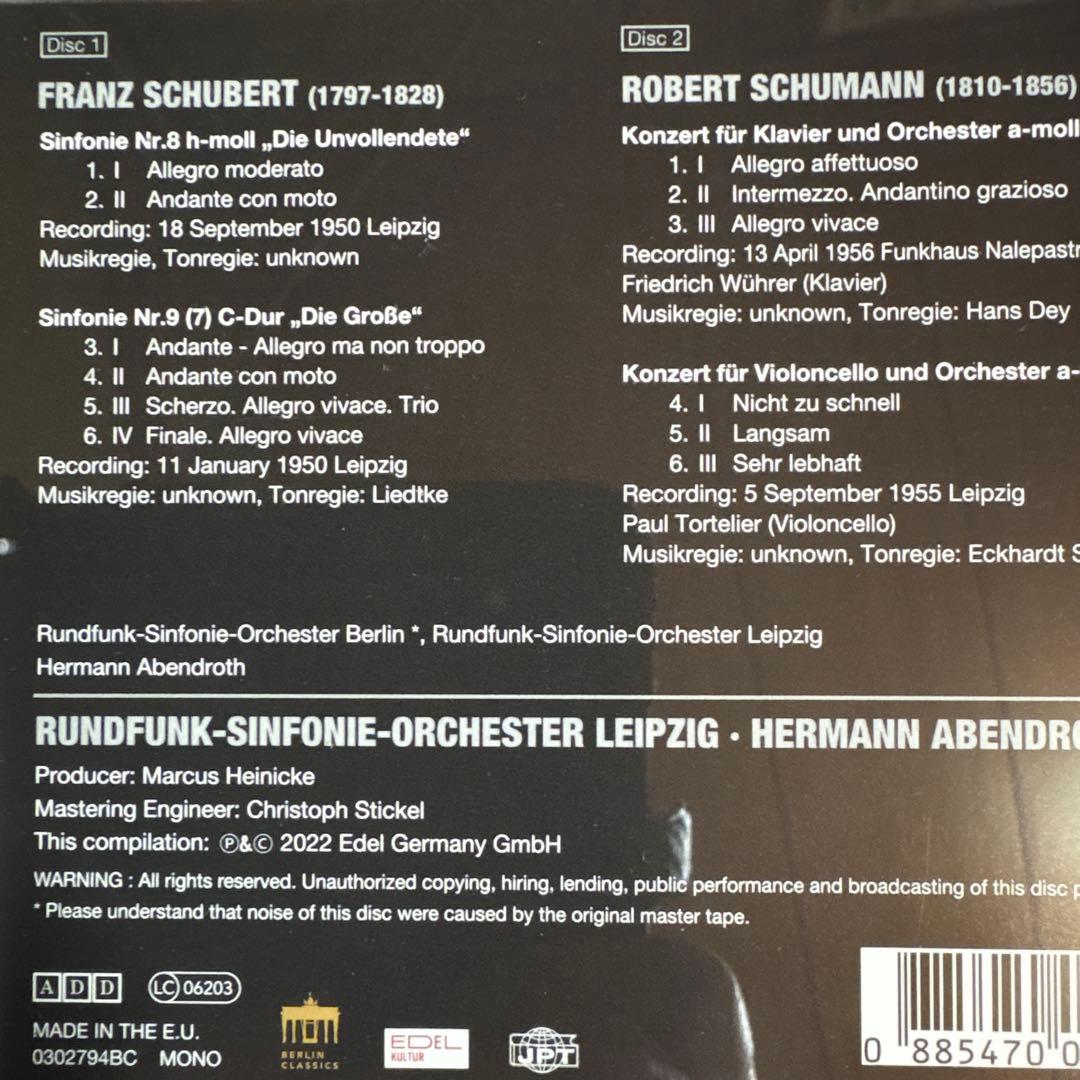 Disc 1
FRANZ SCHUBERT (1797-1828)
Sinfonie Nr.8 h-moll „Die Unvollendete“
1. I Allegro moderato
2. II Andante con moto
Recording: 18 September 1950 Leipzig
Musikregie, Tonregie: unknown
Sinfonie Nr.9 (7) C-Dur „Die Große“
3. I Andante - Allegro ma non troppo
4. II Andante con moto
5. III Scherzo. Allegro vivace. Trio
6. IV Finale. Allegro vivace
Recording: 11 January 1950 Leipzig
Musikregie: unknown, Tonregie: Liedtke
Disc 2
ROBERT SCHUMANN (1810-1856)
Konzert für Klavier und Orchester a-moll
1. I Allegro affettuoso
2. II Intermezzo. Andantino grazioso
3. III Allegro vivace
Recording: 13 April 1956 Funkhaus Nalepastr
Friedrich Wührer (Klavier)
Musikregie: unknown, Tonregie: Hans Dey
Konzert für Violoncello und Orchester a-
4. I Nicht zu schnell
5. II Langsam
6. III Sehr lebhaft
Recording: 5 September 1955 Leipzig
Paul Tortelier (Violoncello)
Musikregie: unknown, Tonregie: Eckhardt S
Rundfunk-Sinfonie-Orchester Berlin *, Rundfunk-Sinfonie-Orchester Leipzig
Hermann Abendroth
RUNDFUNK-SINFONIE-ORCHESTER LEIPZIG · HERMANN ABENDRO
Producer: Marcus Heinicke
Mastering Engineer: Christoph Stickel
This compilation: ℗&© 2022 Edel Germany GmbH
WARNING : All rights reserved. Unauthorized copying, hiring, lending, public performance and broadcasting of this disc p
* Please understand that noise of this disc were caused by the original master tape.
ADD LC 06203
MADE IN THE E.U.
0302794BC MONO
BERLIN
CLASSICS
EDEL
KULTUR
JPT
0 885470 0